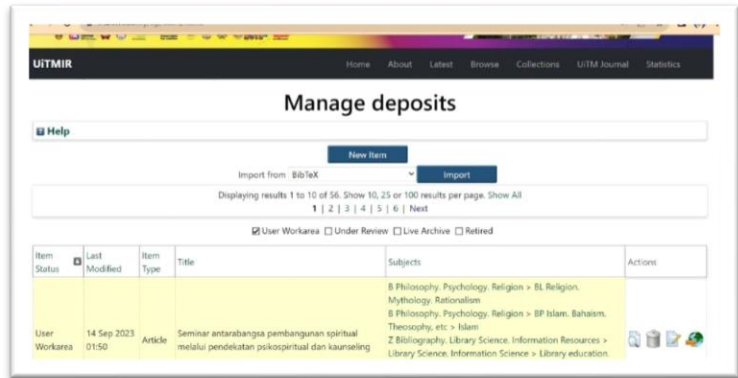 UiTMIR
Home About Latest Browse Collections UiTM Journal Statistics
Manage deposits
Help
New Item
Import from BibTeX Import
Displaying results 1 to 10 of 56. Show 10, 25 or 100 results per page. Show All
1 | 2 | 3 | 4 | 5 | 6 | Next
User Workarea Under Review Live Archive Retired
Item Status Last Modified Item Type Title Subjects Actions
B Philosophy. Psychology. Religion > BL Religion.
Mythology. Rationalism
B Philosophy. Psychology. Religion > BP Islam. Bahaism.
Theosophy, etc > Islam
User Workarea 14 Sep 2023 01:50 Article Seminar antarabangsa pembangunan spiritual melalui pendekatan psikospiritual dan kaunseling
Z Bibliography. Library Science. Information Resources >
Library Science. Information Science > Library education.